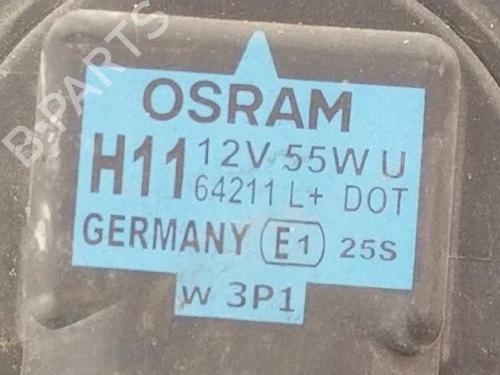 B-PARTS
OSRAM
H11 12V 55W U
64211 L+ DOT
GERMANY E1 25S
W 3P1